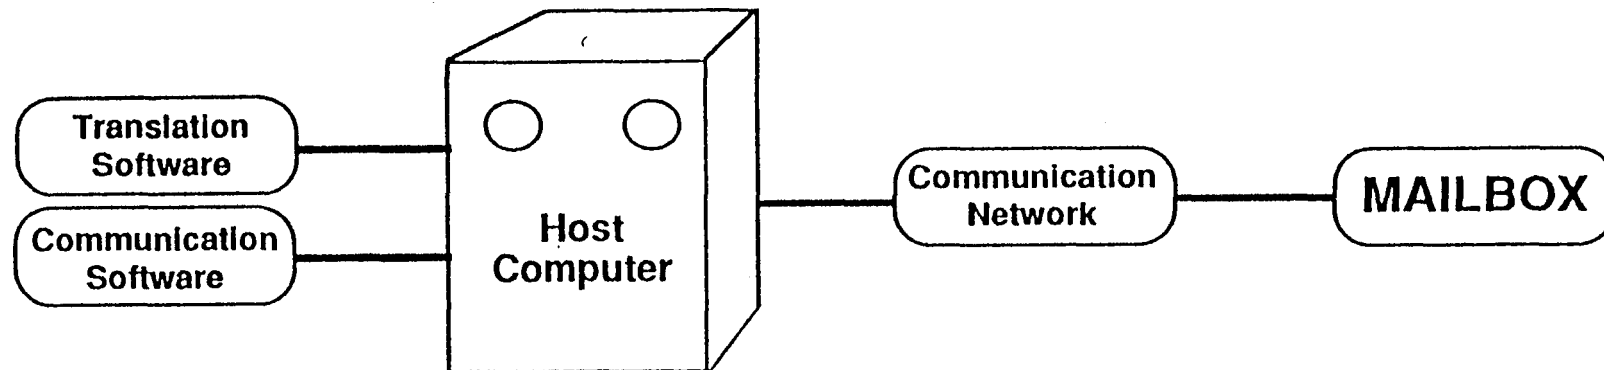 Translation
Software
Communication
Software
Host
Computer
Communication
Network
MAILBOX